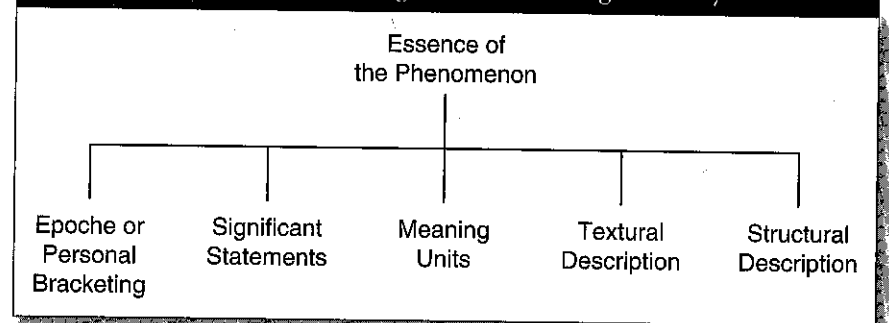 Essence of
the Phenomenon
Epoche or
Personal
Bracketing
Significant
Statements
Meaning
Units
Textural
Description
Structural
Description